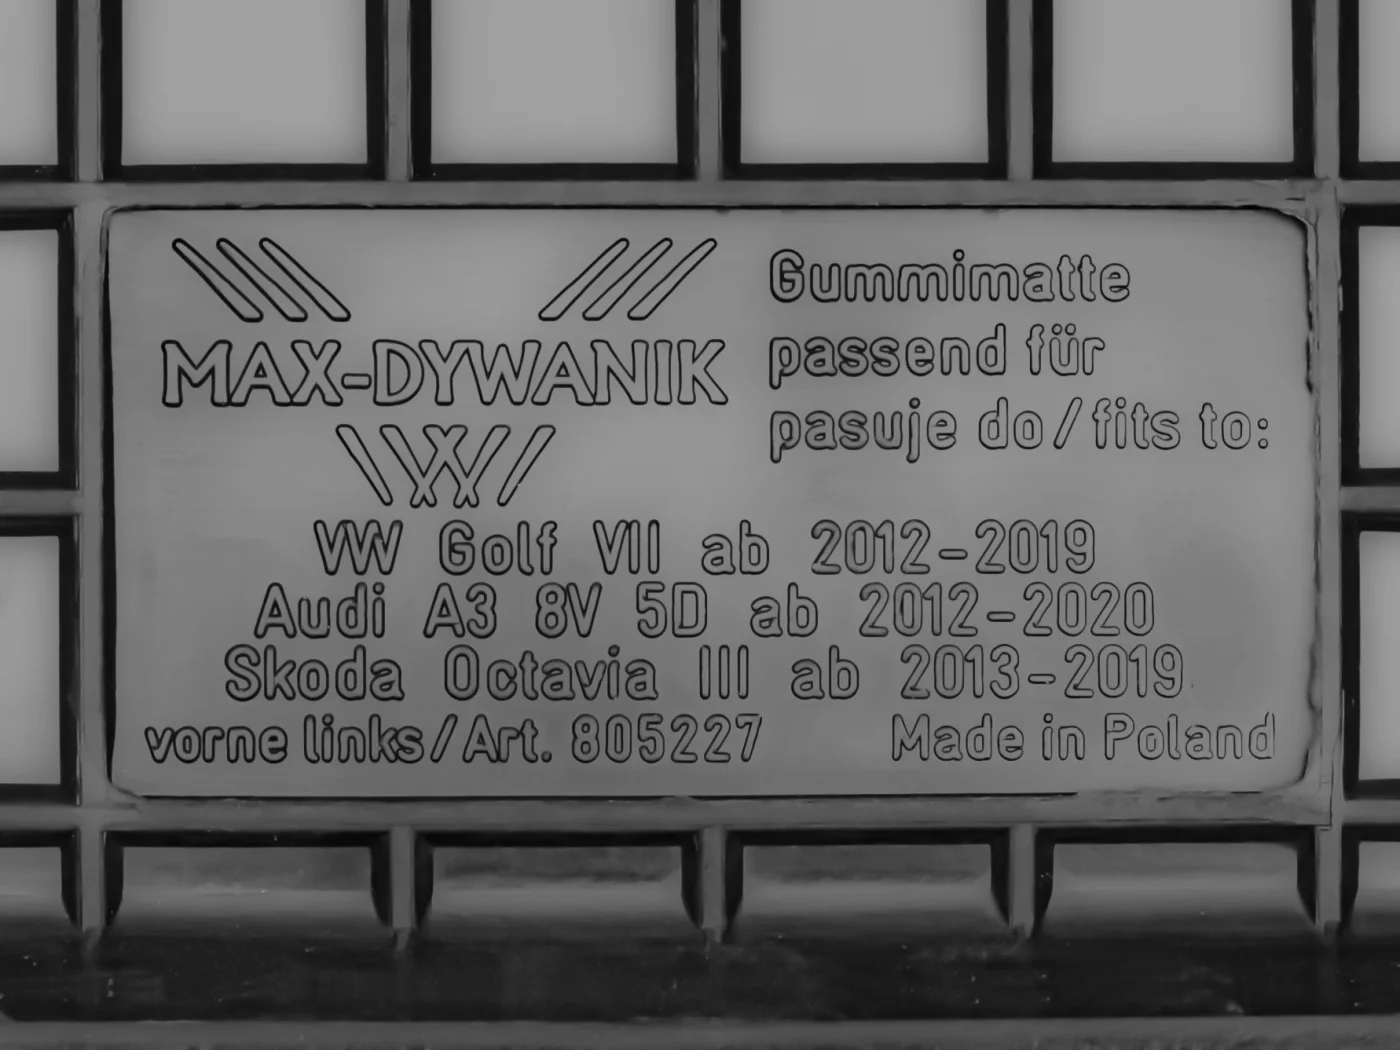 MAX-DYWANIK
Gummimatte
passend für
pasuje do/fits to:
VW Golf VII ab 2012-2019
Audi A3 8V 5D ab 2012-2020
Skoda Octavia III ab 2013-2019
vorne links/Art. 805227 Made in Poland